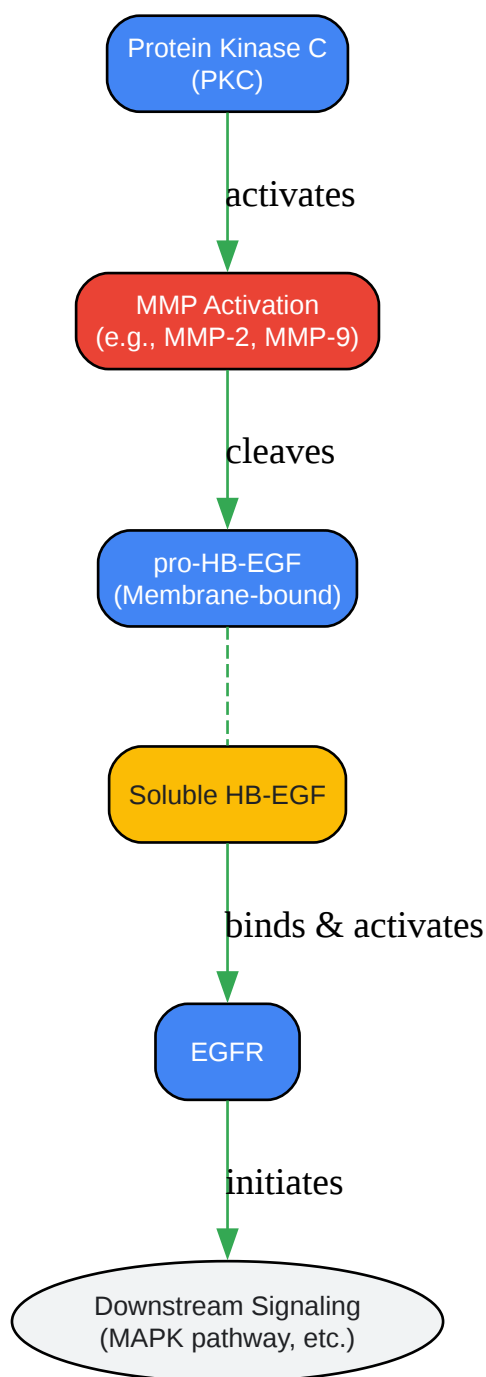 Protein Kinase C
(PKC)
activates
MMP Activation
(e.g., MMP-2, MMP-9)
cleaves
pro-HB-EGF
(Membrane-bound)
Soluble HB-EGF
binds & activates
EGFR
initiates
Downstream Signaling
(MAPK pathway, etc.)